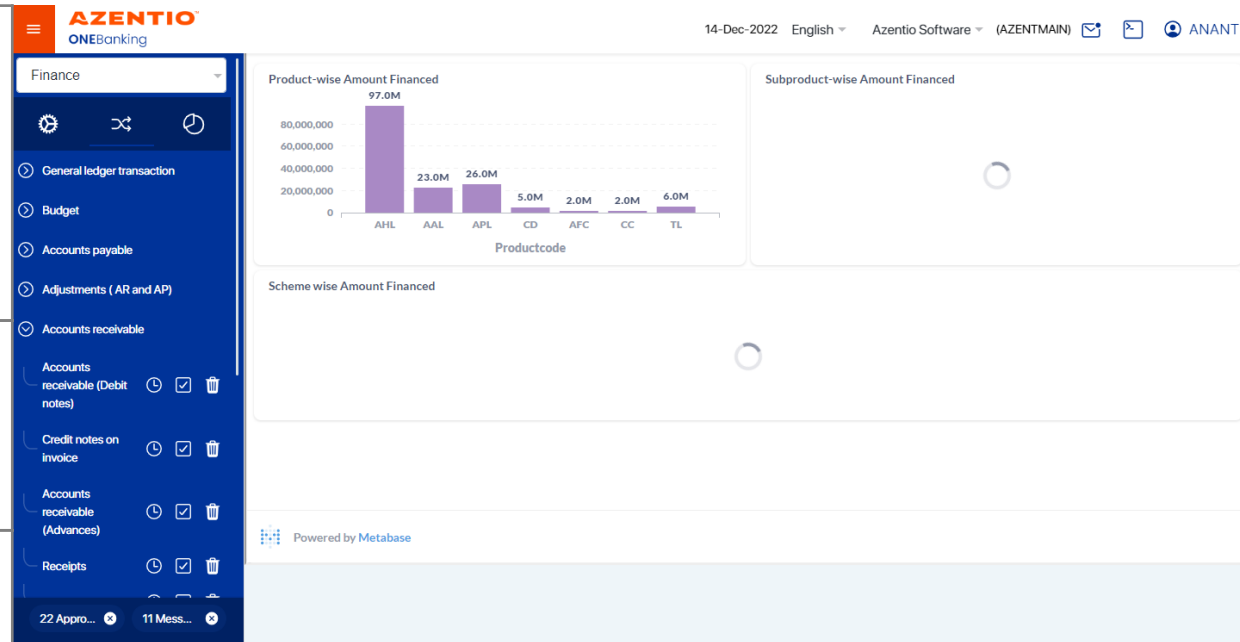 AZENTIO
ONEBanking
14-Dec-2022 English Azentio Software (AZENTMAIN) ANANT
Finance
General ledger transaction
Budget
Accounts payable
Adjustments ( AR and AP)
Accounts receivable
Accounts
receivable (Debit
notes)
Credit notes on
invoice
Accounts
receivable
(Advances)
Receipts
22 Appro...
11 Mess...
Product-wise Amount Financed
97.0M
80,000,000
60,000,000
40,000,000
20,000,000
0
23.0M
26.0M
5.0M
2.0M
2.0M
6.0M
AHL AAL APL CD AFC CC TL
Productcode
Subproduct-wise Amount Financed
Scheme wise Amount Financed
Powered by Metabase